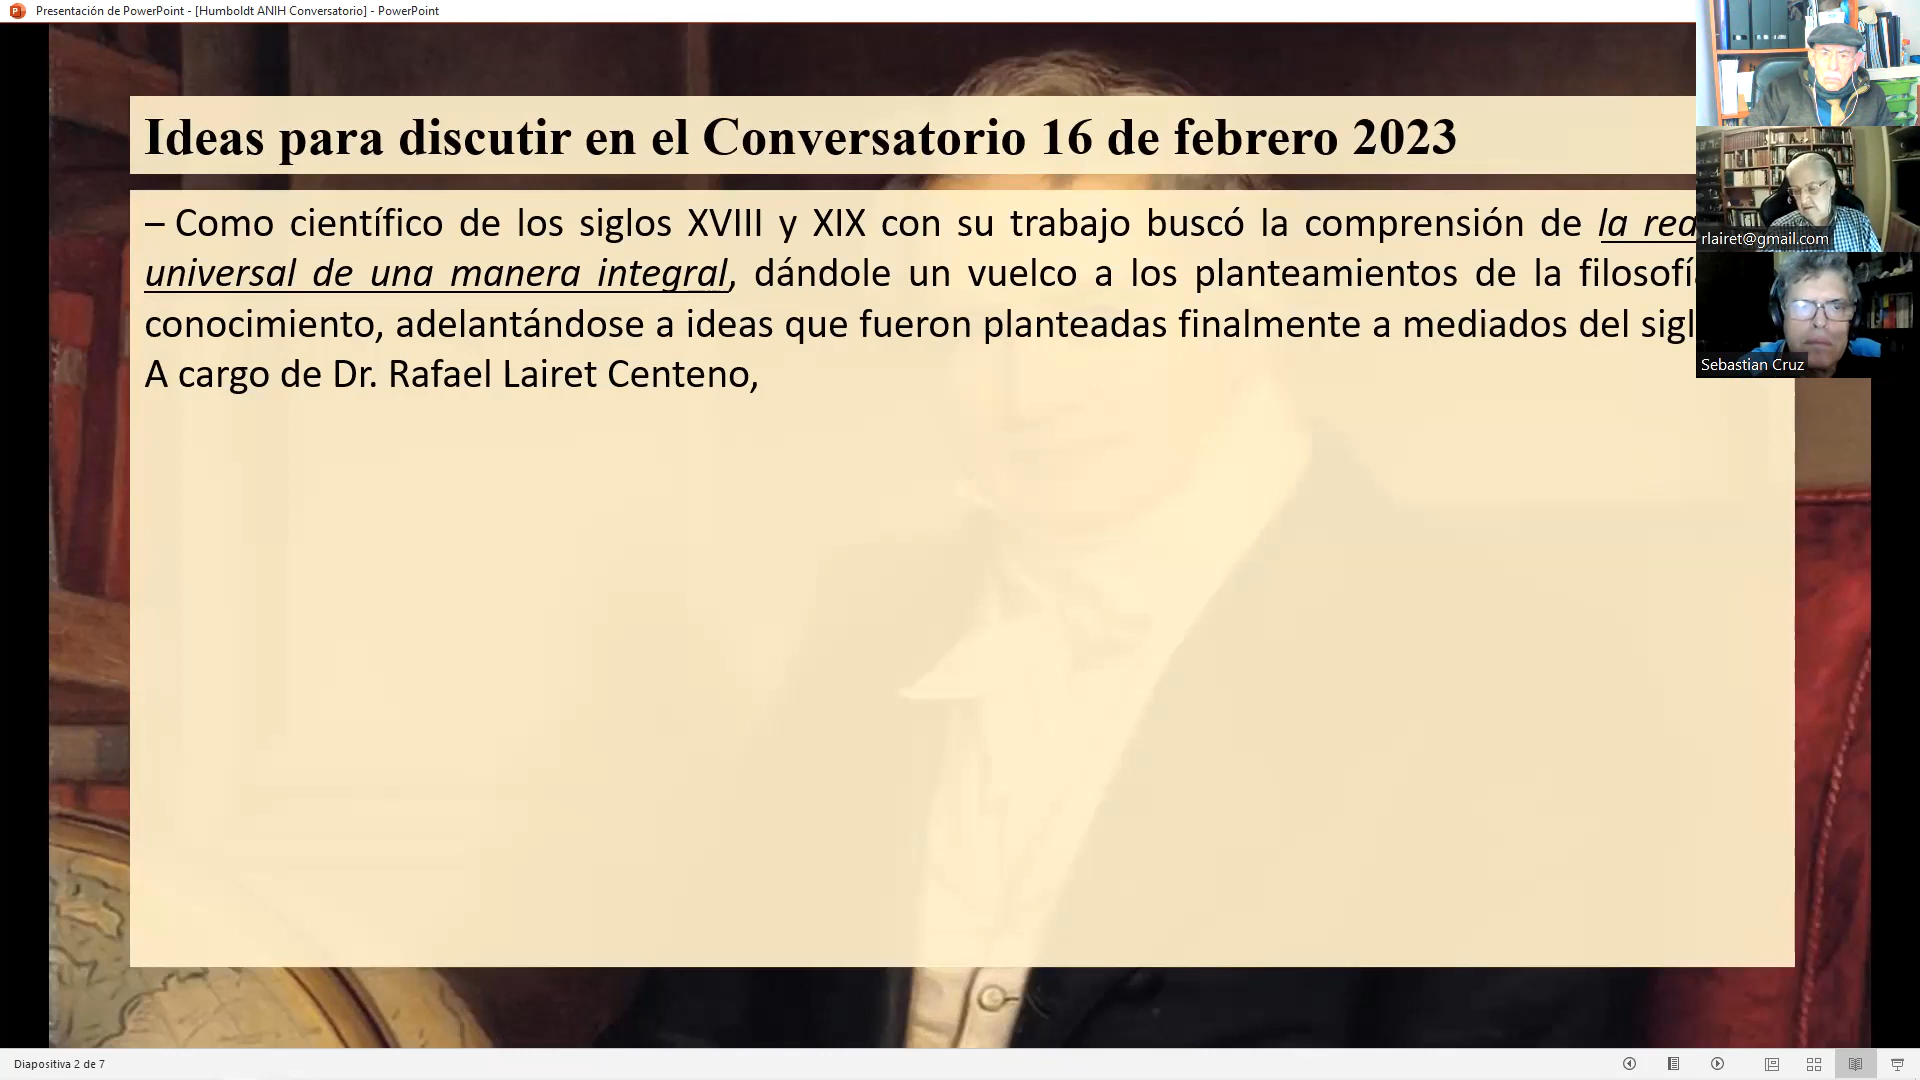 Presentación de PowerPoint - [Humboldt ANIH Conversatorio] - PowerPoint
Ideas para discutir en el Conversatorio 16 de febrero 2023
– Como científico de los siglos XVIII y XIX con su trabajo buscó la comprensión de la
universal de una manera integral, dándole un vuelco a los planteamientos de la
conocimiento, adelantándose a ideas que fueron planteadas finalmente a mediados del
A cargo de Dr. Rafael Lairet Centeno,
rlairet@gmail.com
Sebastian Cruz
Diapositiva 2 de 7